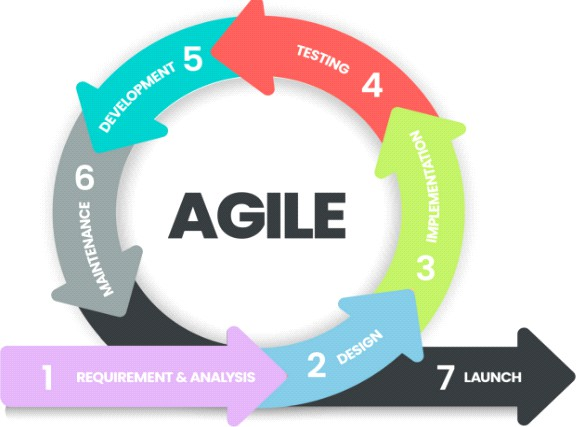 AGILE
1 REQUIREMENT & ANALYSIS
2 DESIGN
3 IMPLEMENTATION
4 TESTING
5 DEVELOPMENT
6 MAINTENANCE
7 LAUNCH